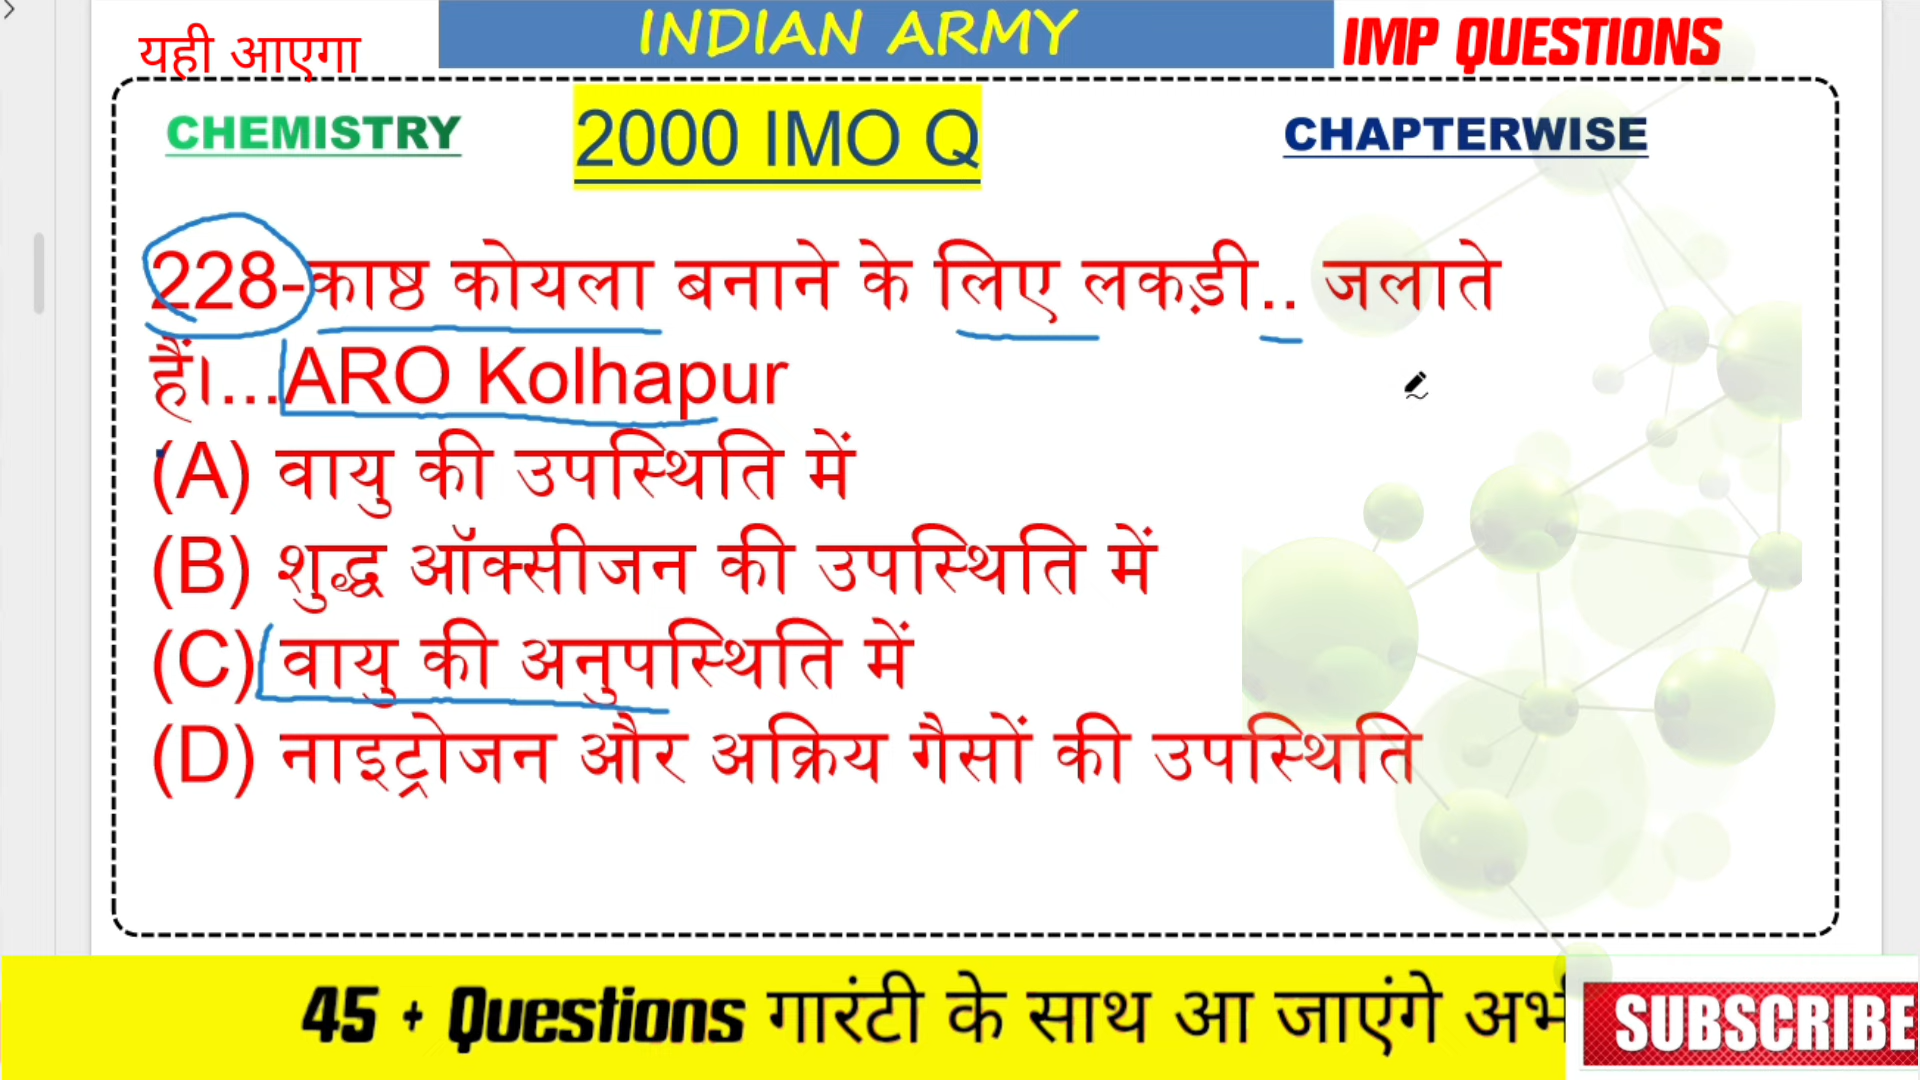 यही आएगा
INDIAN ARMY
IMP QUESTIONS
CHEMISTRY
2000 IMO Q
CHAPTERWISE
228-काष्ठ कोयला बनाने के लिए लकड़ी.. जलाते
हैं।...ARO Kolhapur
(A) वायु की उपस्थिति में
(B) शुद्ध ऑक्सीजन की उपस्थिति में
(C) वायु की अनुपस्थिति में
(D) नाइट्रोजन और अक्रिय गैसों की उपस्थिति
45 + Questions गारंटी के साथ आ जाएंगे
SUBSCRIBE